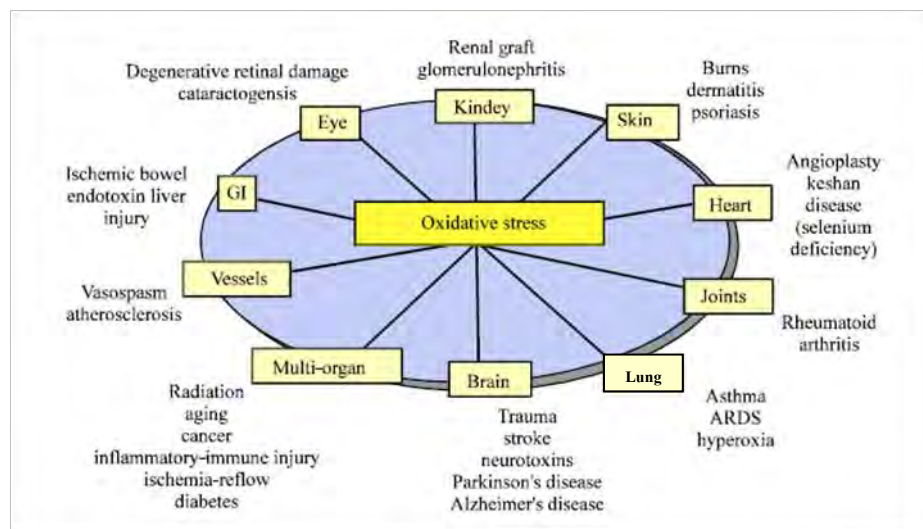 Renal graft
glomerulonephritis
Kindey
Degenerative retinal damage
cataractogensis
Eye
Burns
dermatitis
psoriasis
Skin
Ischemic bowel
endotoxin liver
injury
GI
Angioplasty
keshan
disease
(selenium
deficiency)
Heart
Oxidative stress
Vessels
Vasospasm
atherosclerosis
Joints
Rheumatoid
arthritis
Multi-organ
Radiation
aging
cancer
inflammatory-immune injury
ischemia-reflow
diabetes
Brain
Trauma
stroke
neurotoxins
Parkinson's disease
Alzheimer's disease
Lung
Asthma
ARDS
hyperoxia